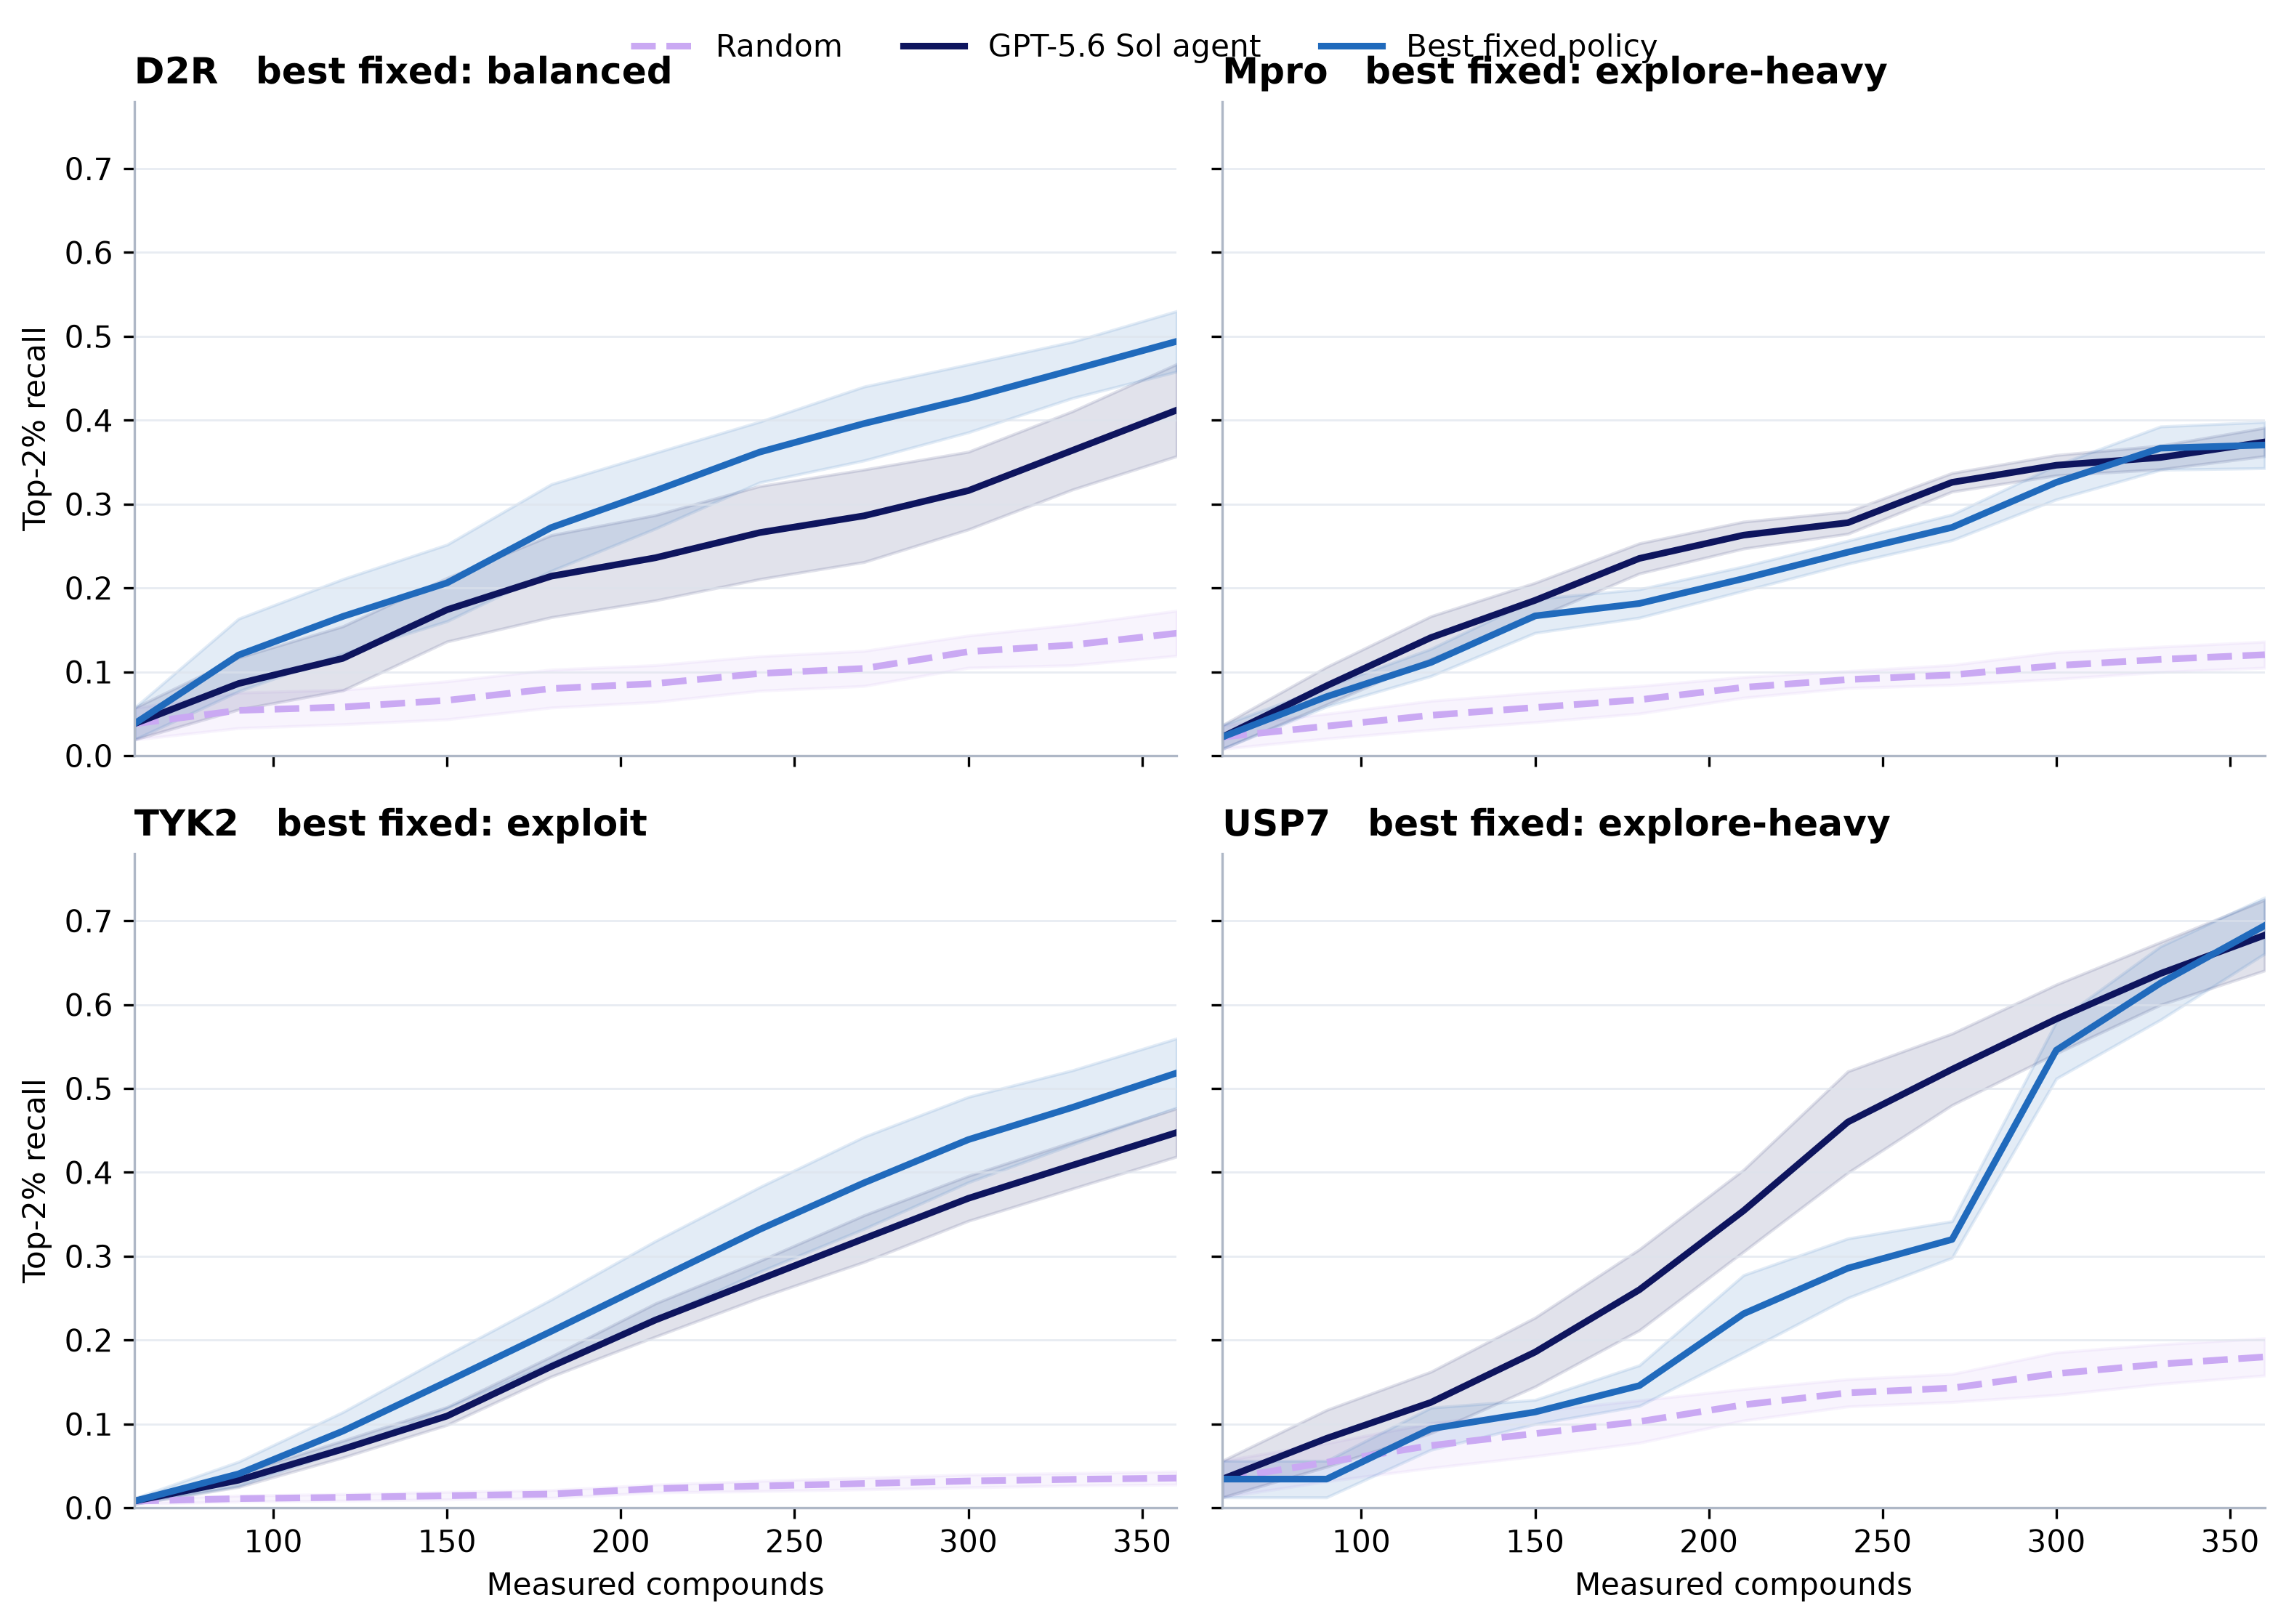 Random GPT-5.6 Sol agent Best fixed policy
D2R best fixed: balanced
Mpro best fixed: explore-heavy
0.7
0.6
0.5
0.4
0.3
0.2
0.1
0.0
Top-2% recall
TYK2 best fixed: exploit
USP7 best fixed: explore-heavy
0.7
0.6
0.5
0.4
0.3
0.2
0.1
0.0
Top-2% recall
100 150 200 250 300 350
100 150 200 250 300 350
Measured compounds
Measured compounds